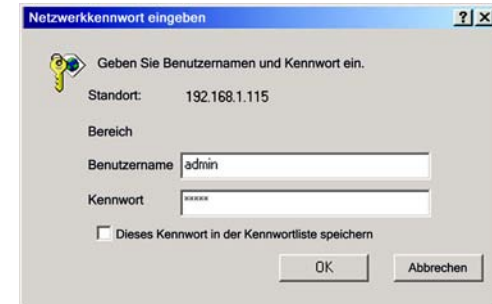 Netzwerkkennwort eingeben
Geben Sie Benutzernamen und Kennwort ein.
Standort: 192.168.1.115
Bereich
Benutzername admin
Kennwort *****
Dieses Kennwort in der Kennwortliste speichern
OK Abbrechen